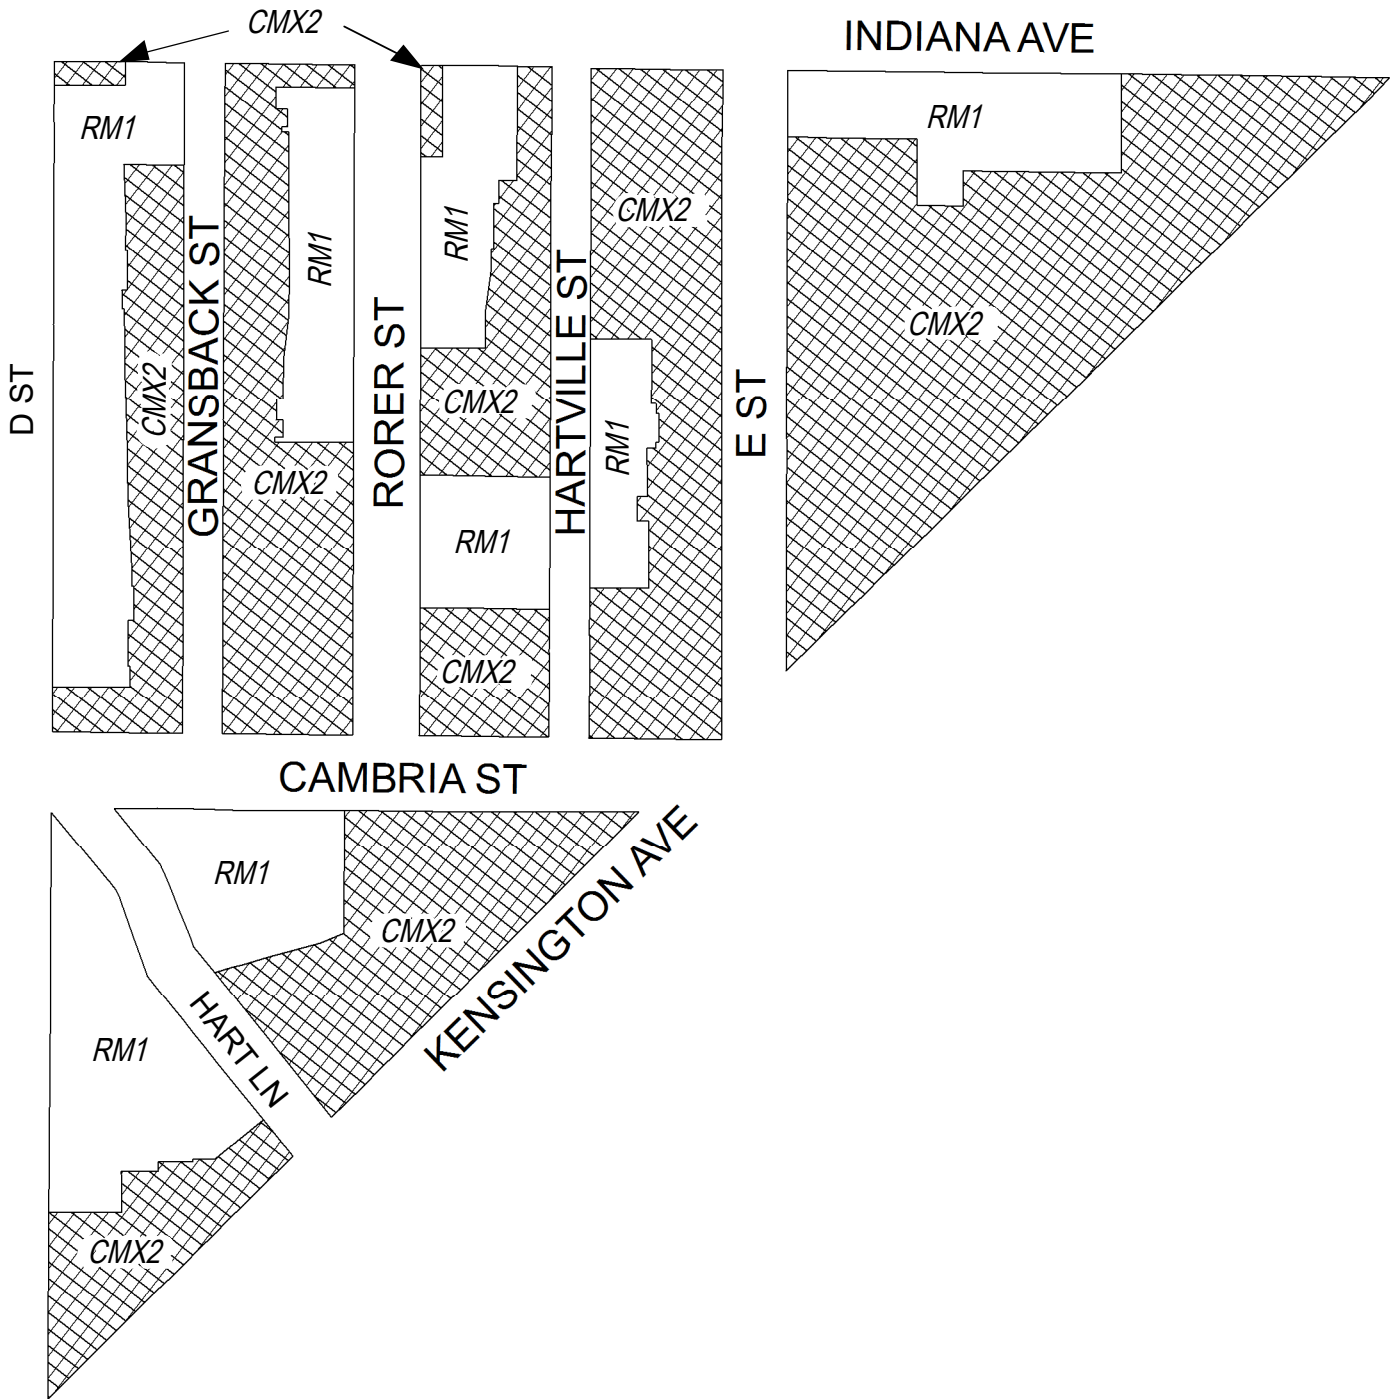 CMX2
INDIANA AVE
RM1
RM1
CMX2
RM1
RM1
CMX2
D ST
CMX2
GRANSBACK ST
CMX2
RORER ST
CMX2
HARTVILLE ST
RM1
E ST
CMX2
RM1
CMX2
CAMBRIA ST
RM1
CMX2
KENSINGTON AVE
HART LN
RM1
CMX2